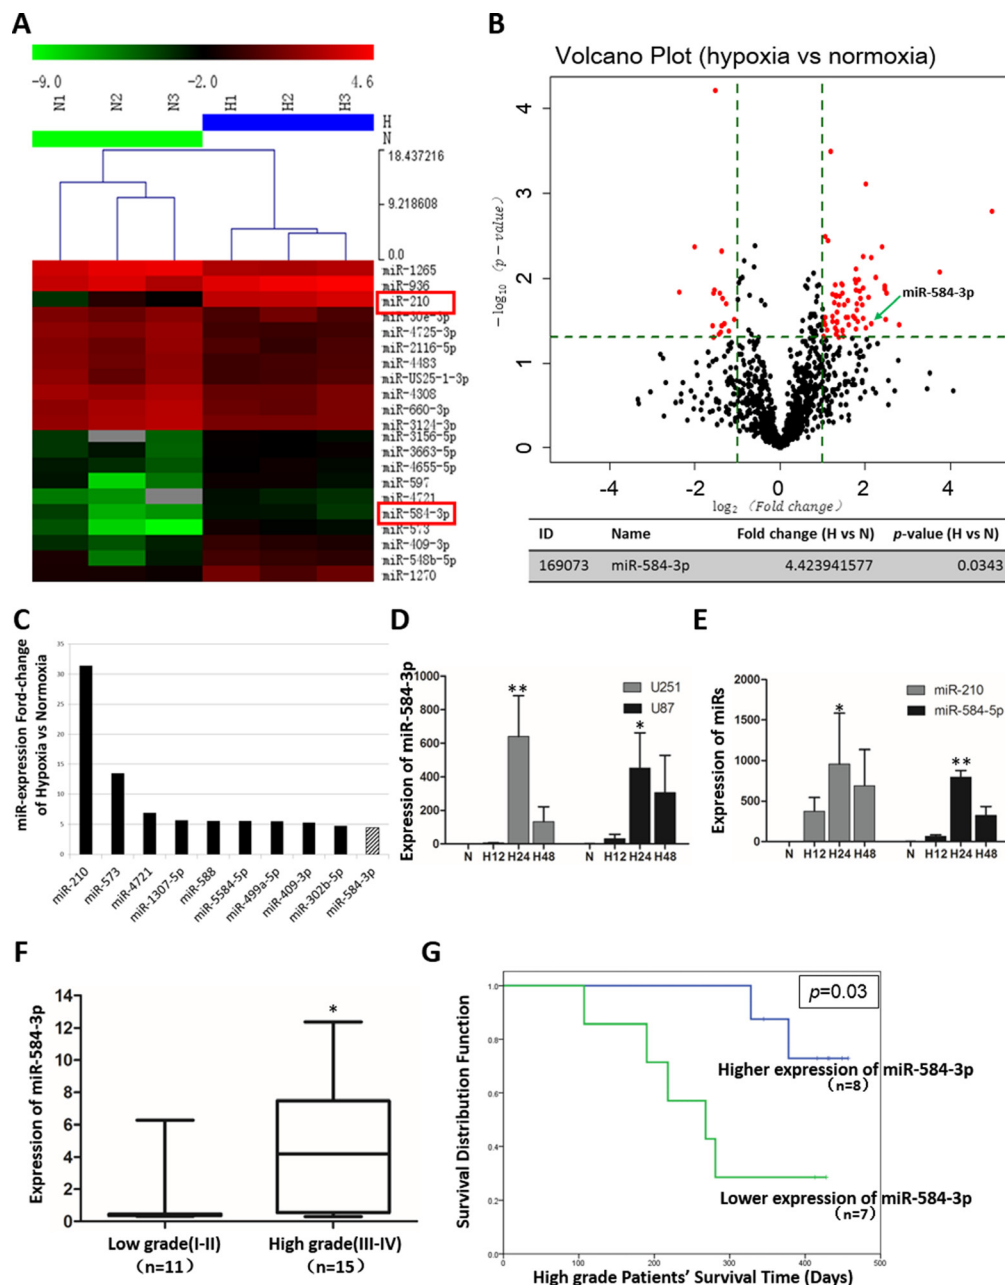 A
-9.0
-2.0
4.6
N1
N2
N3
H1
H2
H3
H
N
18.437216
9.218608
0.0
miR-1265
miR-936
miR-210
miR-30e-3p
miR-4725-3p
miR-2116-5p
miR-4483
miR-US25-1-3p
miR-4308
miR-660-3p
miR-3124-3p
miR-3156-5p
miR-3663-5p
miR-4655-5p
miR-597
miR-4721
miR-584-3p
miR-573
miR-409-3p
miR-548b-5p
miR-1270
B
Volcano Plot (hypoxia vs normoxia)
-log10 (p-value)
4
3
2
1
0
miR-584-3p
-4
-2
0
2
4
log2 (Fold change)
ID Name Fold change (H vs N) p-value (H vs N)
169073 miR-584-3p 4.423941577 0.0343
C
miR-expression Ford-change
of Hypoxia vs Normoxia
35
30
25
20
15
10
5
0
miR-210
miR-573
miR-4721
miR-1307-5p
miR-588
miR-5584-5p
miR-499a-5p
miR-409-3p
miR-302b-5p
miR-584-3p
D
Expression of miR-584-3p
1000
800
600
400
200
0
U251
U87
**
*
N H12 H24 H48 N H12 H24 H48
E
Expression of miRs
2000
1500
1000
500
0
miR-210
miR-584-5p
*
**
N H12 H24 H48 N H12 H24 H48
F
Expression of miR-584-3p
14
12
10
8
6
4
2
0
*
Low grade(I-II)
(n=11)
High grade(III-IV)
(n=15)
G
Survival Distribution Function
1.0
0.8
0.6
0.4
0.2
0.0
p=0.03
Higher expression of miR-584-3p
(n=8)
Lower expression of miR-584-3p
(n=7)
0
100
200
300
400
500
High grade Patients' Survival Time (Days)